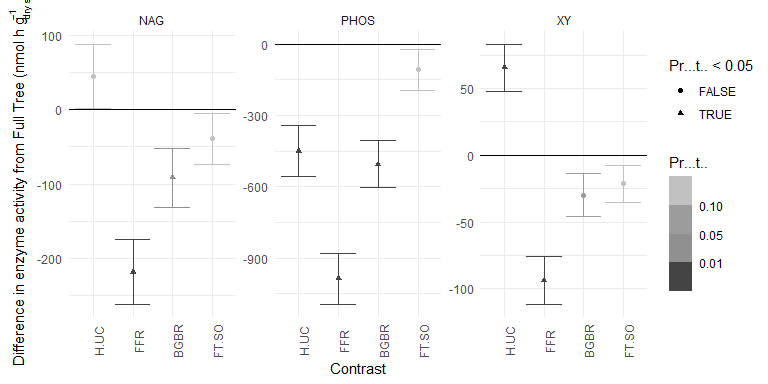 NAG
PHOS
XY
Difference in enzyme activity from Full Tree (nmol h g⁻¹ dry s
100
0
-100
-200
0
-300
-600
-900
50
0
-50
-100
H.UC
FFR
BGBR
FT.SO
H.UC
FFR
BGBR
FT.SO
H.UC
FFR
BGBR
FT.SO
Contrast
Pr...t.. < 0.05
FALSE
TRUE
Pr...t..
0.10
0.05
0.01